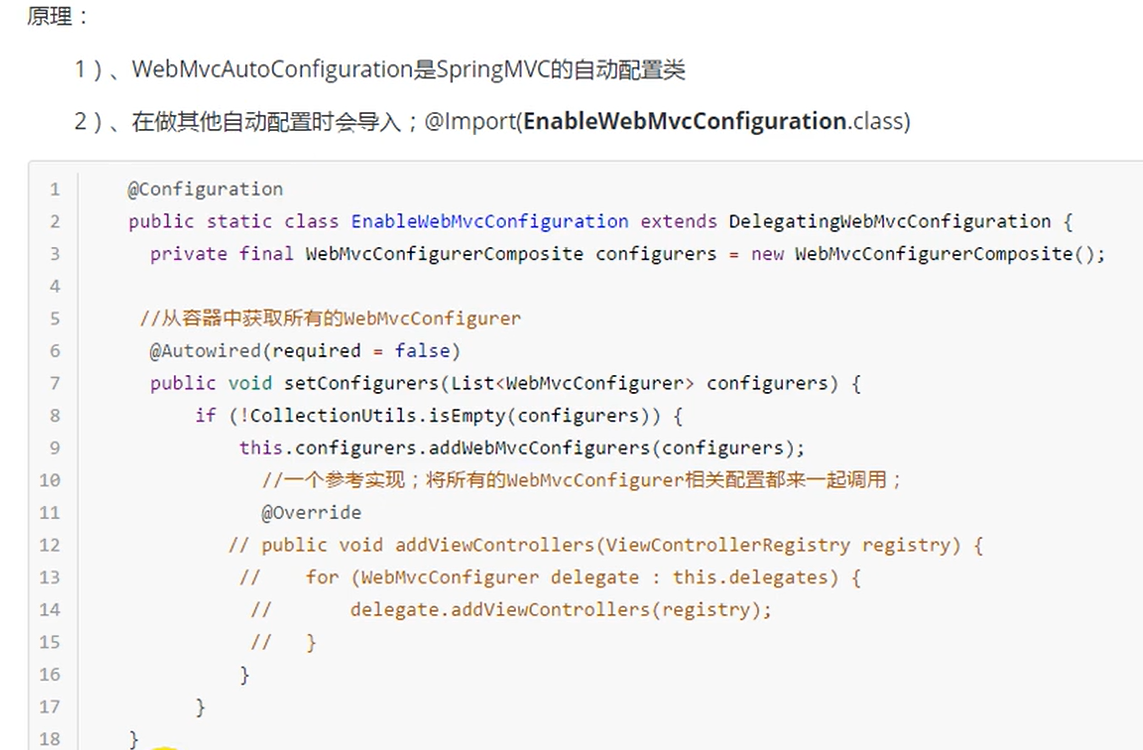 原理：
1）、WebMvcAutoConfiguration是SpringMVC的自动配置类
2）、在做其他自动配置时会导入；@Import(EnableWebMvcConfiguration.class)
1 @Configuration
2 public static class EnableWebMvcConfiguration extends DelegatingWebMvcConfiguration {
3 private final WebMvcConfigurerComposite configurers = new WebMvcConfigurerComposite();
4
5 //从容器中获取所有的WebMvcConfigurer
6 @Autowired(required = false)
7 public void setConfigurers(List<WebMvcConfigurer> configurers) {
8 if (!CollectionUtils.isEmpty(configurers)) {
9 this.configurers.addWebMvcConfigurers(configurers);
10 //一个参考实现；将所有的WebMvcConfigurer相关配置都来一起调用；
11 @Override
12 // public void addViewControllers(ViewControllerRegistry registry) {
13 // for (WebMvcConfigurer delegate : this.delegates) {
14 // delegate.addViewControllers(registry);
15 // }
16 }
17 }
18 }